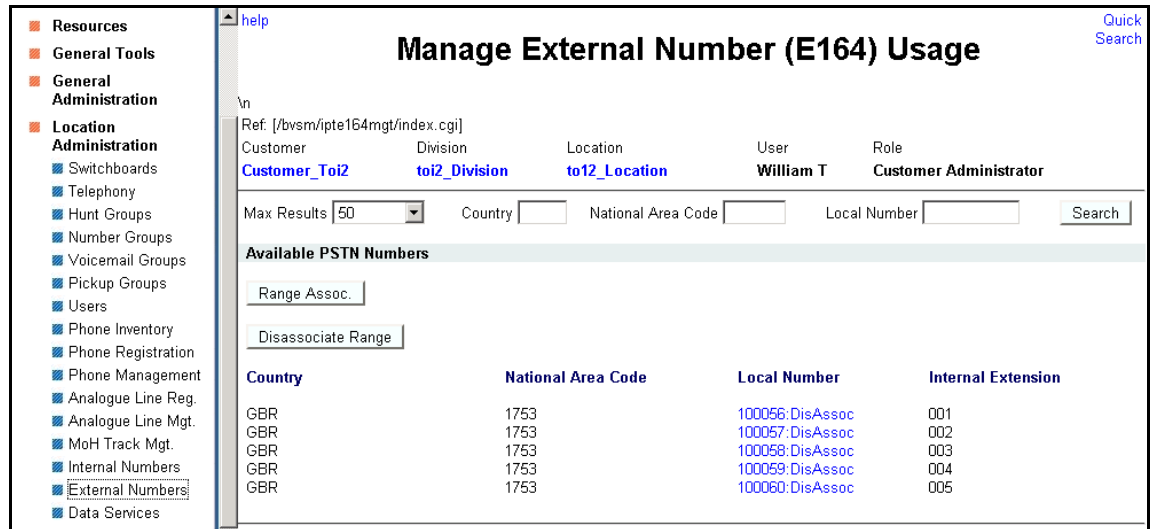 Resources
General Tools
General
Administration
Location
Administration
Switchboards
Telephony
Hunt Groups
Number Groups
Voicemail Groups
Pickup Groups
Users
Phone Inventory
Phone Registration
Phone Management
Analogue Line Reg.
Analogue Line Mgt.
MoH Track Mgt.
Internal Numbers
External Numbers
Data Services
help
Quick
Search
Manage External Number (E164) Usage
\n
Ref: [/bvsm/ipte164mgt/index.cgi]
Customer Division Location User Role
Customer_Toi2 toi2_Division to12_Location William T Customer Administrator
Max Results 50 Country National Area Code Local Number Search
Available PSTN Numbers
Range Assoc.
Disassociate Range
Country National Area Code Local Number Internal Extension
GBR 1753 100056:DisAssoc 001
GBR 1753 100057:DisAssoc 002
GBR 1753 100058:DisAssoc 003
GBR 1753 100059:DisAssoc 004
GBR 1753 100060:DisAssoc 005